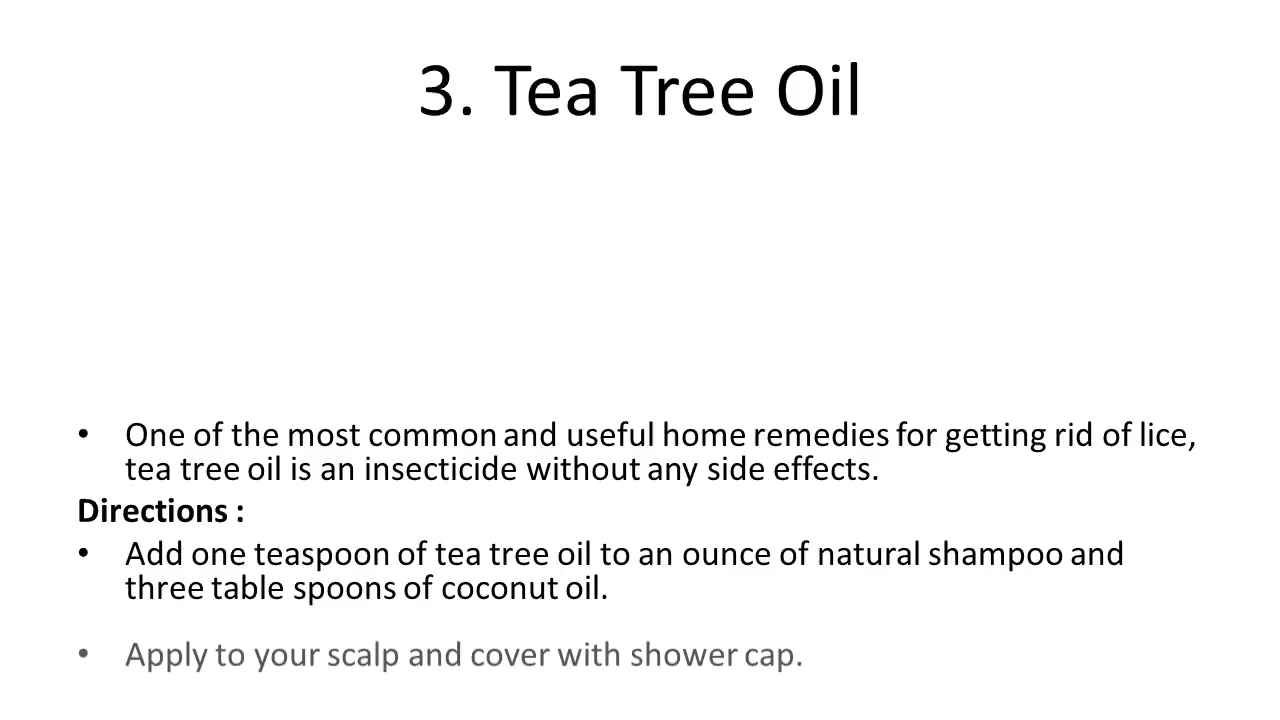 3. Tea Tree Oil
• One of the most common and useful home remedies for getting rid of lice,
tea tree oil is an insecticide without any side effects.
Directions :
• Add one teaspoon of tea tree oil to an ounce of natural shampoo and
three table spoons of coconut oil.
• Apply to your scalp and cover with shower cap.